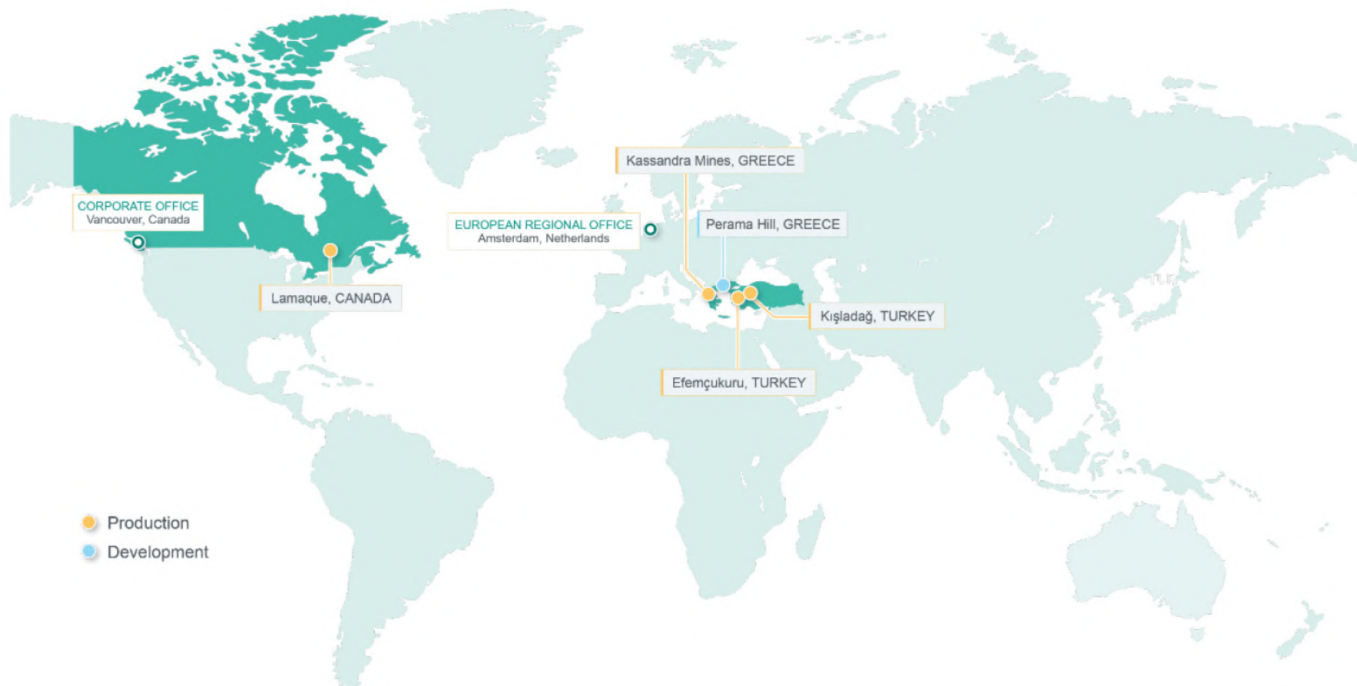 Kassandra Mines, GREECE
CORPORATE OFFICE
Vancouver, Canada
EUROPEAN REGIONAL OFFICE
Amsterdam, Netherlands
Perama Hill, GREECE
Lamaque, CANADA
Kışladağ, TURKEY
Efemçukuru, TURKEY
Production
Development